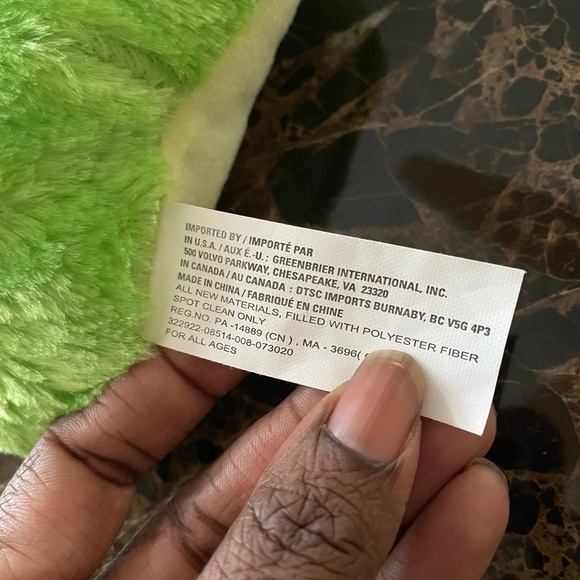 IMPORTED BY / IMPORTÉ PAR
IN U.S.A. / AUX É.-U.: GREENBRIER INTERNATIONAL, INC.
500 VOLVO PARKWAY, CHESAPEAKE, VA 23320
IN CANADA / AU CANADA : DTSC IMPORTS BURNABY, BC V5G 4P3
MADE IN CHINA / FABRIQUÉ EN CHINE
ALL NEW MATERIALS, FILLED WITH POLYESTER FIBER
SPOT CLEAN ONLY
REG.NO. PA -14889 (CN) , MA - 3696(
322922-08514-008-073020
FOR ALL AGES